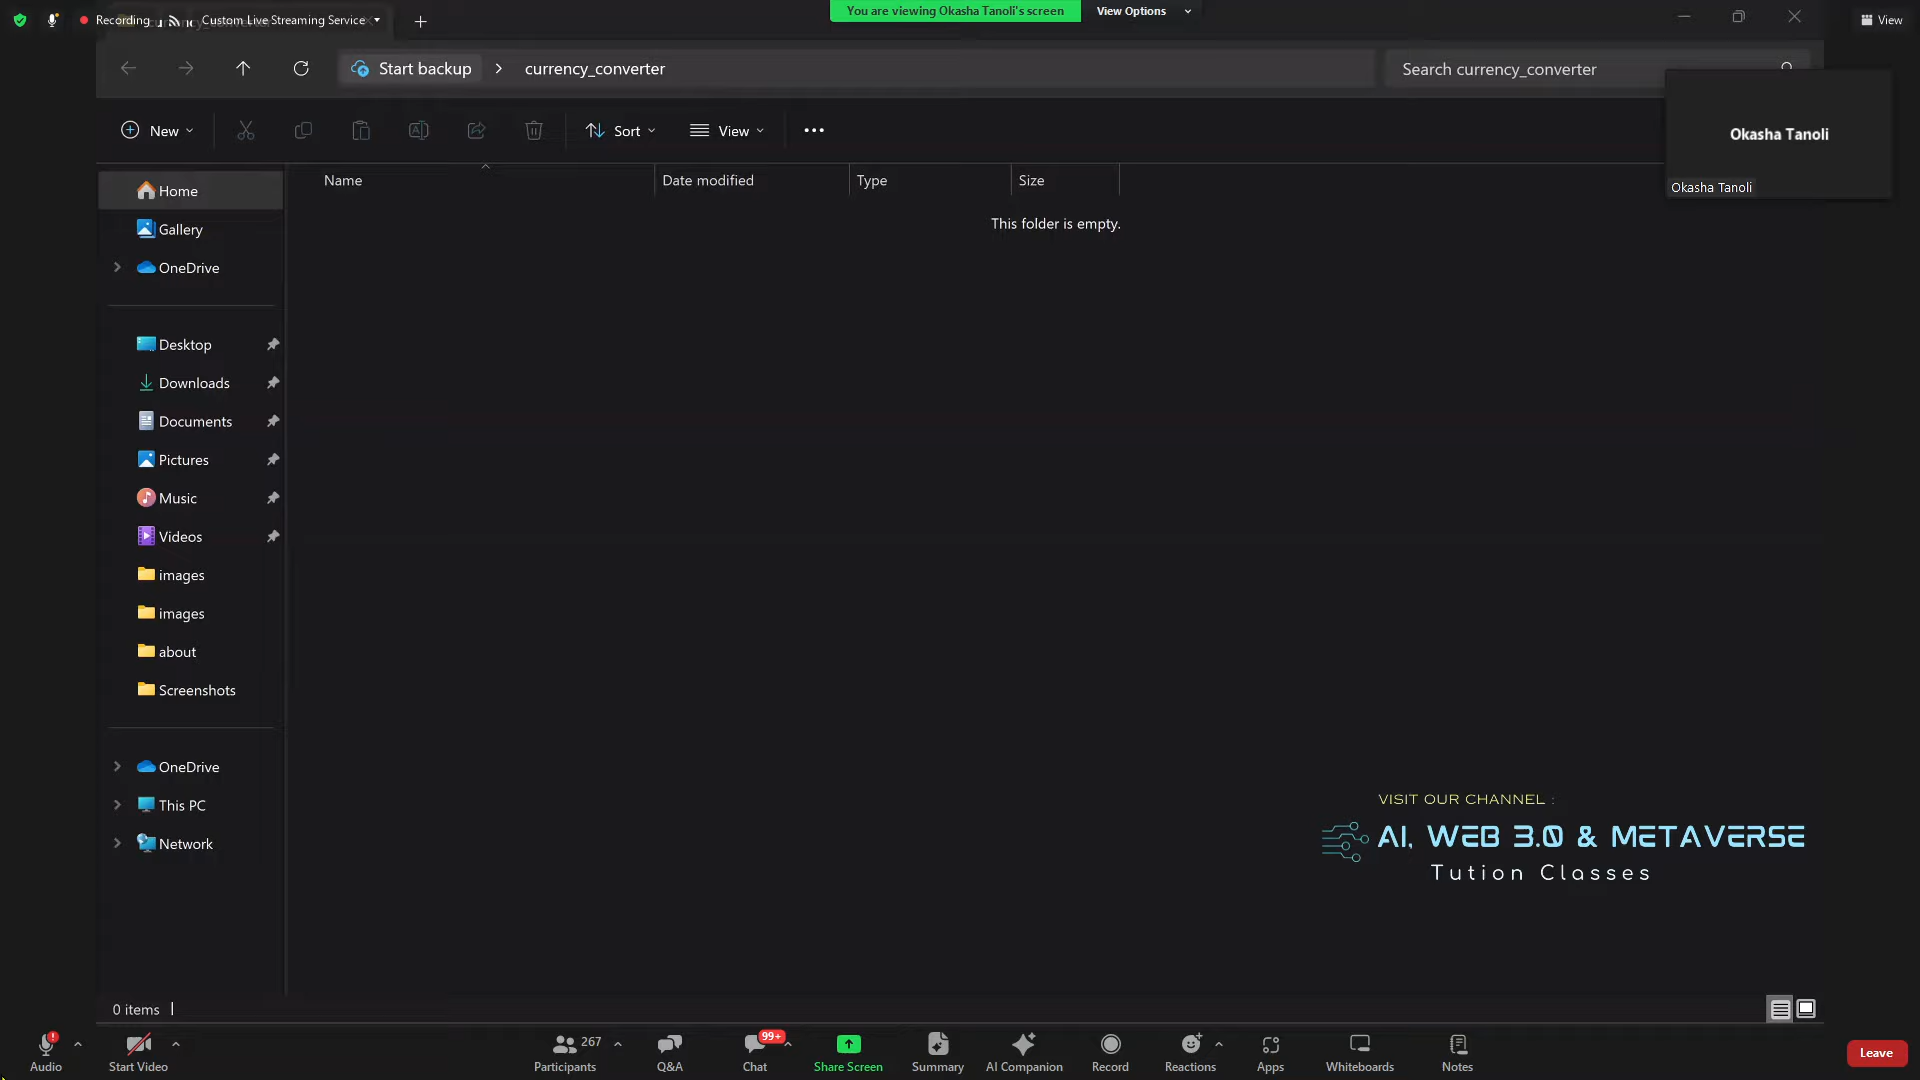 Recording
Custom Live Streaming Service
You are viewing Okasha Tanoli's screen
View Options
View
Start backup
currency_converter
Search currency_converter
New
Sort
View
Okasha Tanoli
Okasha Tanoli
Name
Date modified
Type
Size
This folder is empty.
Home
Gallery
OneDrive
Desktop
Downloads
Documents
Pictures
Music
Videos
images
images
about
Screenshots
OneDrive
This PC
Network
VISIT OUR CHANNEL :
AI, WEB 3.0 & METAVERSE
Tution Classes
0 items
Audio
Start Video
267
Participants
Q&A
99+
Chat
Share Screen
Summary
AI Companion
Record
Reactions
Apps
Whiteboards
Notes
Leave